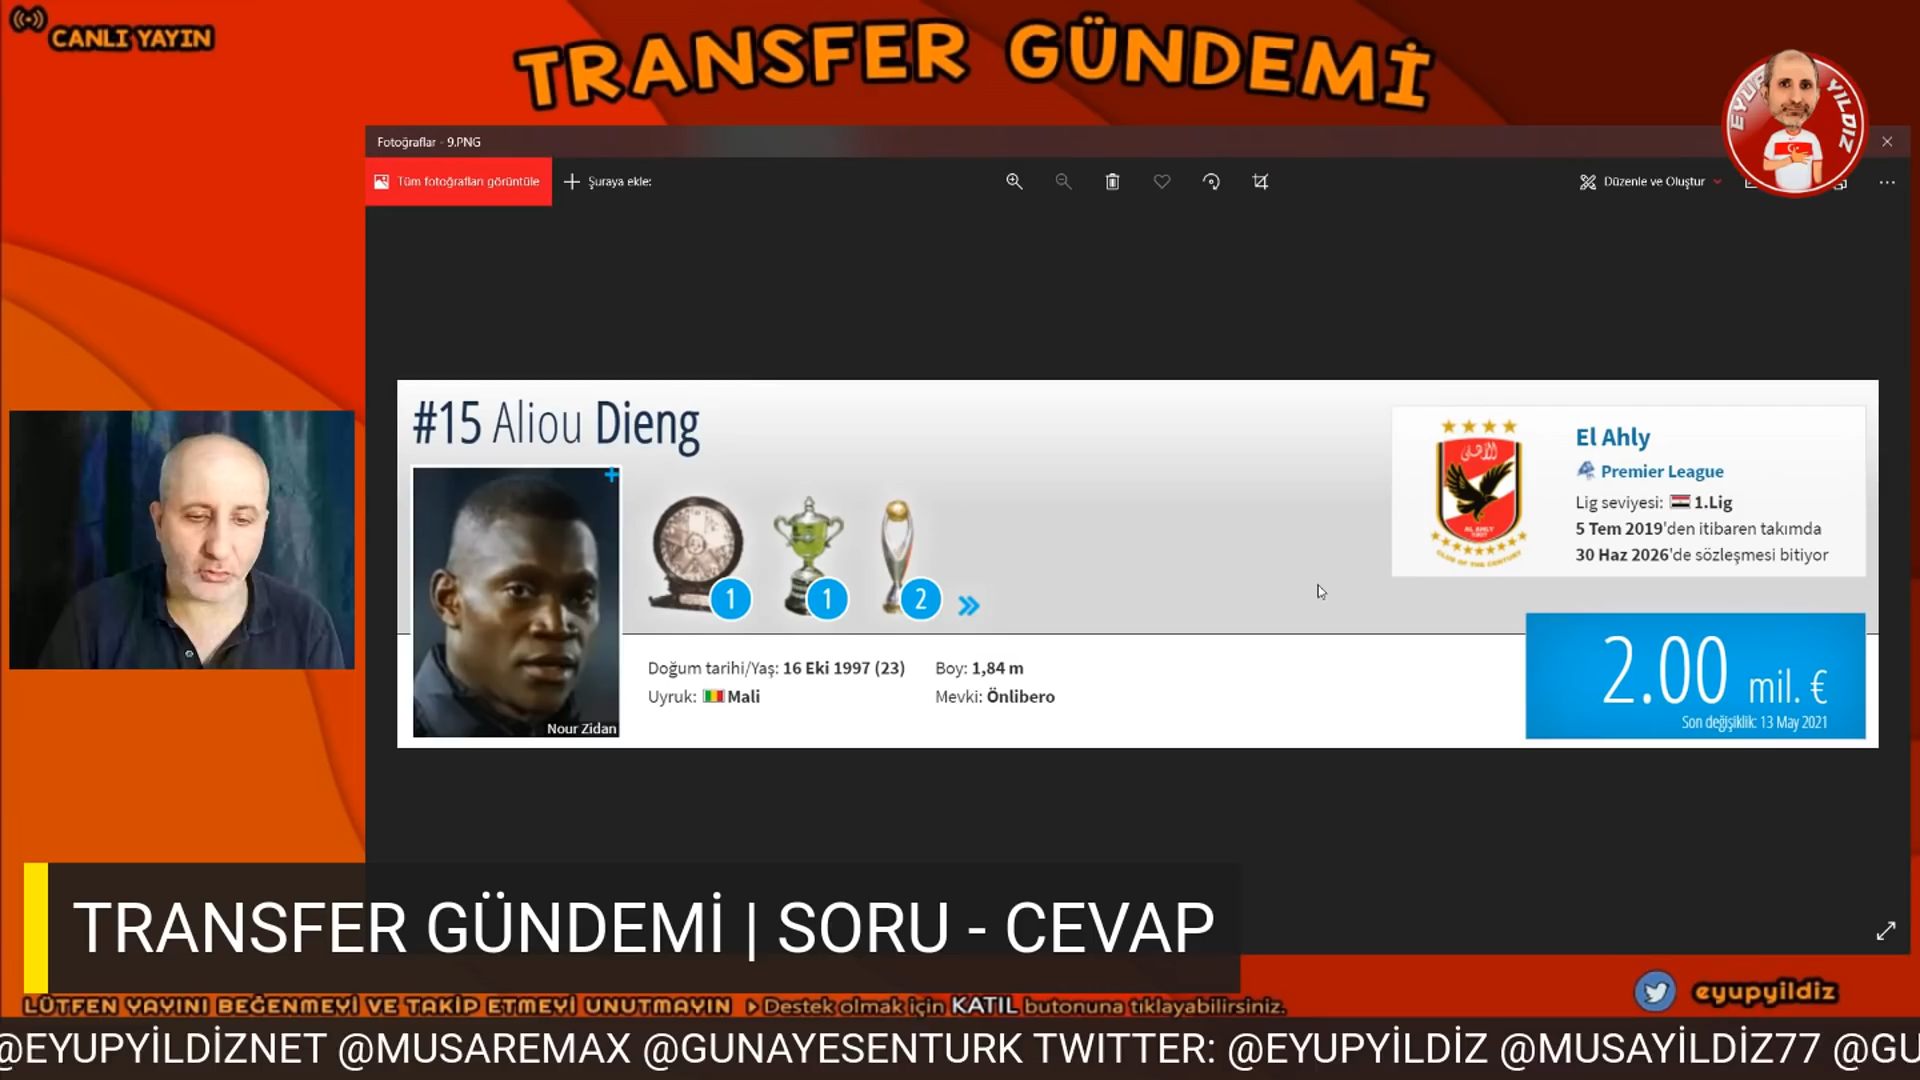 CANLI YAYIN
TRANSFER GÜNDEMİ
EYUP YILDIZ
Fotoğraflar - 9.PNG
Tüm fotoğrafları görüntüle
Şuraya ekle:
Düzenle ve Oluştur
#15 Aliou Dieng
El Ahly
Premier League
Lig seviyesi: 1.Lig
5 Tem 2019'den itibaren takımda
30 Haz 2026'de sözleşmesi bitiyor
1
1
2
Doğum tarihi/Yaş: 16 Eki 1997 (23)
Boy: 1,84 m
Uyruk: Mali
Mevki: Önlibero
Nour Zidan
2.00 mil. €
Son değişiklik: 13 May 2021
TRANSFER GÜNDEMİ | SORU - CEVAP
LÜTFEN YAYINI BEĞENMEYİ VE TAKİP ETMEYİ UNUTMAYIN
Destek olmak için KATIL butonuna tıklayabilirsiniz.
eyupyildiz
@EYUPYİLDİZNET @MUSAREMAX @GUNAYESENTURK TWITTER: @EYUPYİLDİZ @MUSAYİLDİZ77 @GU